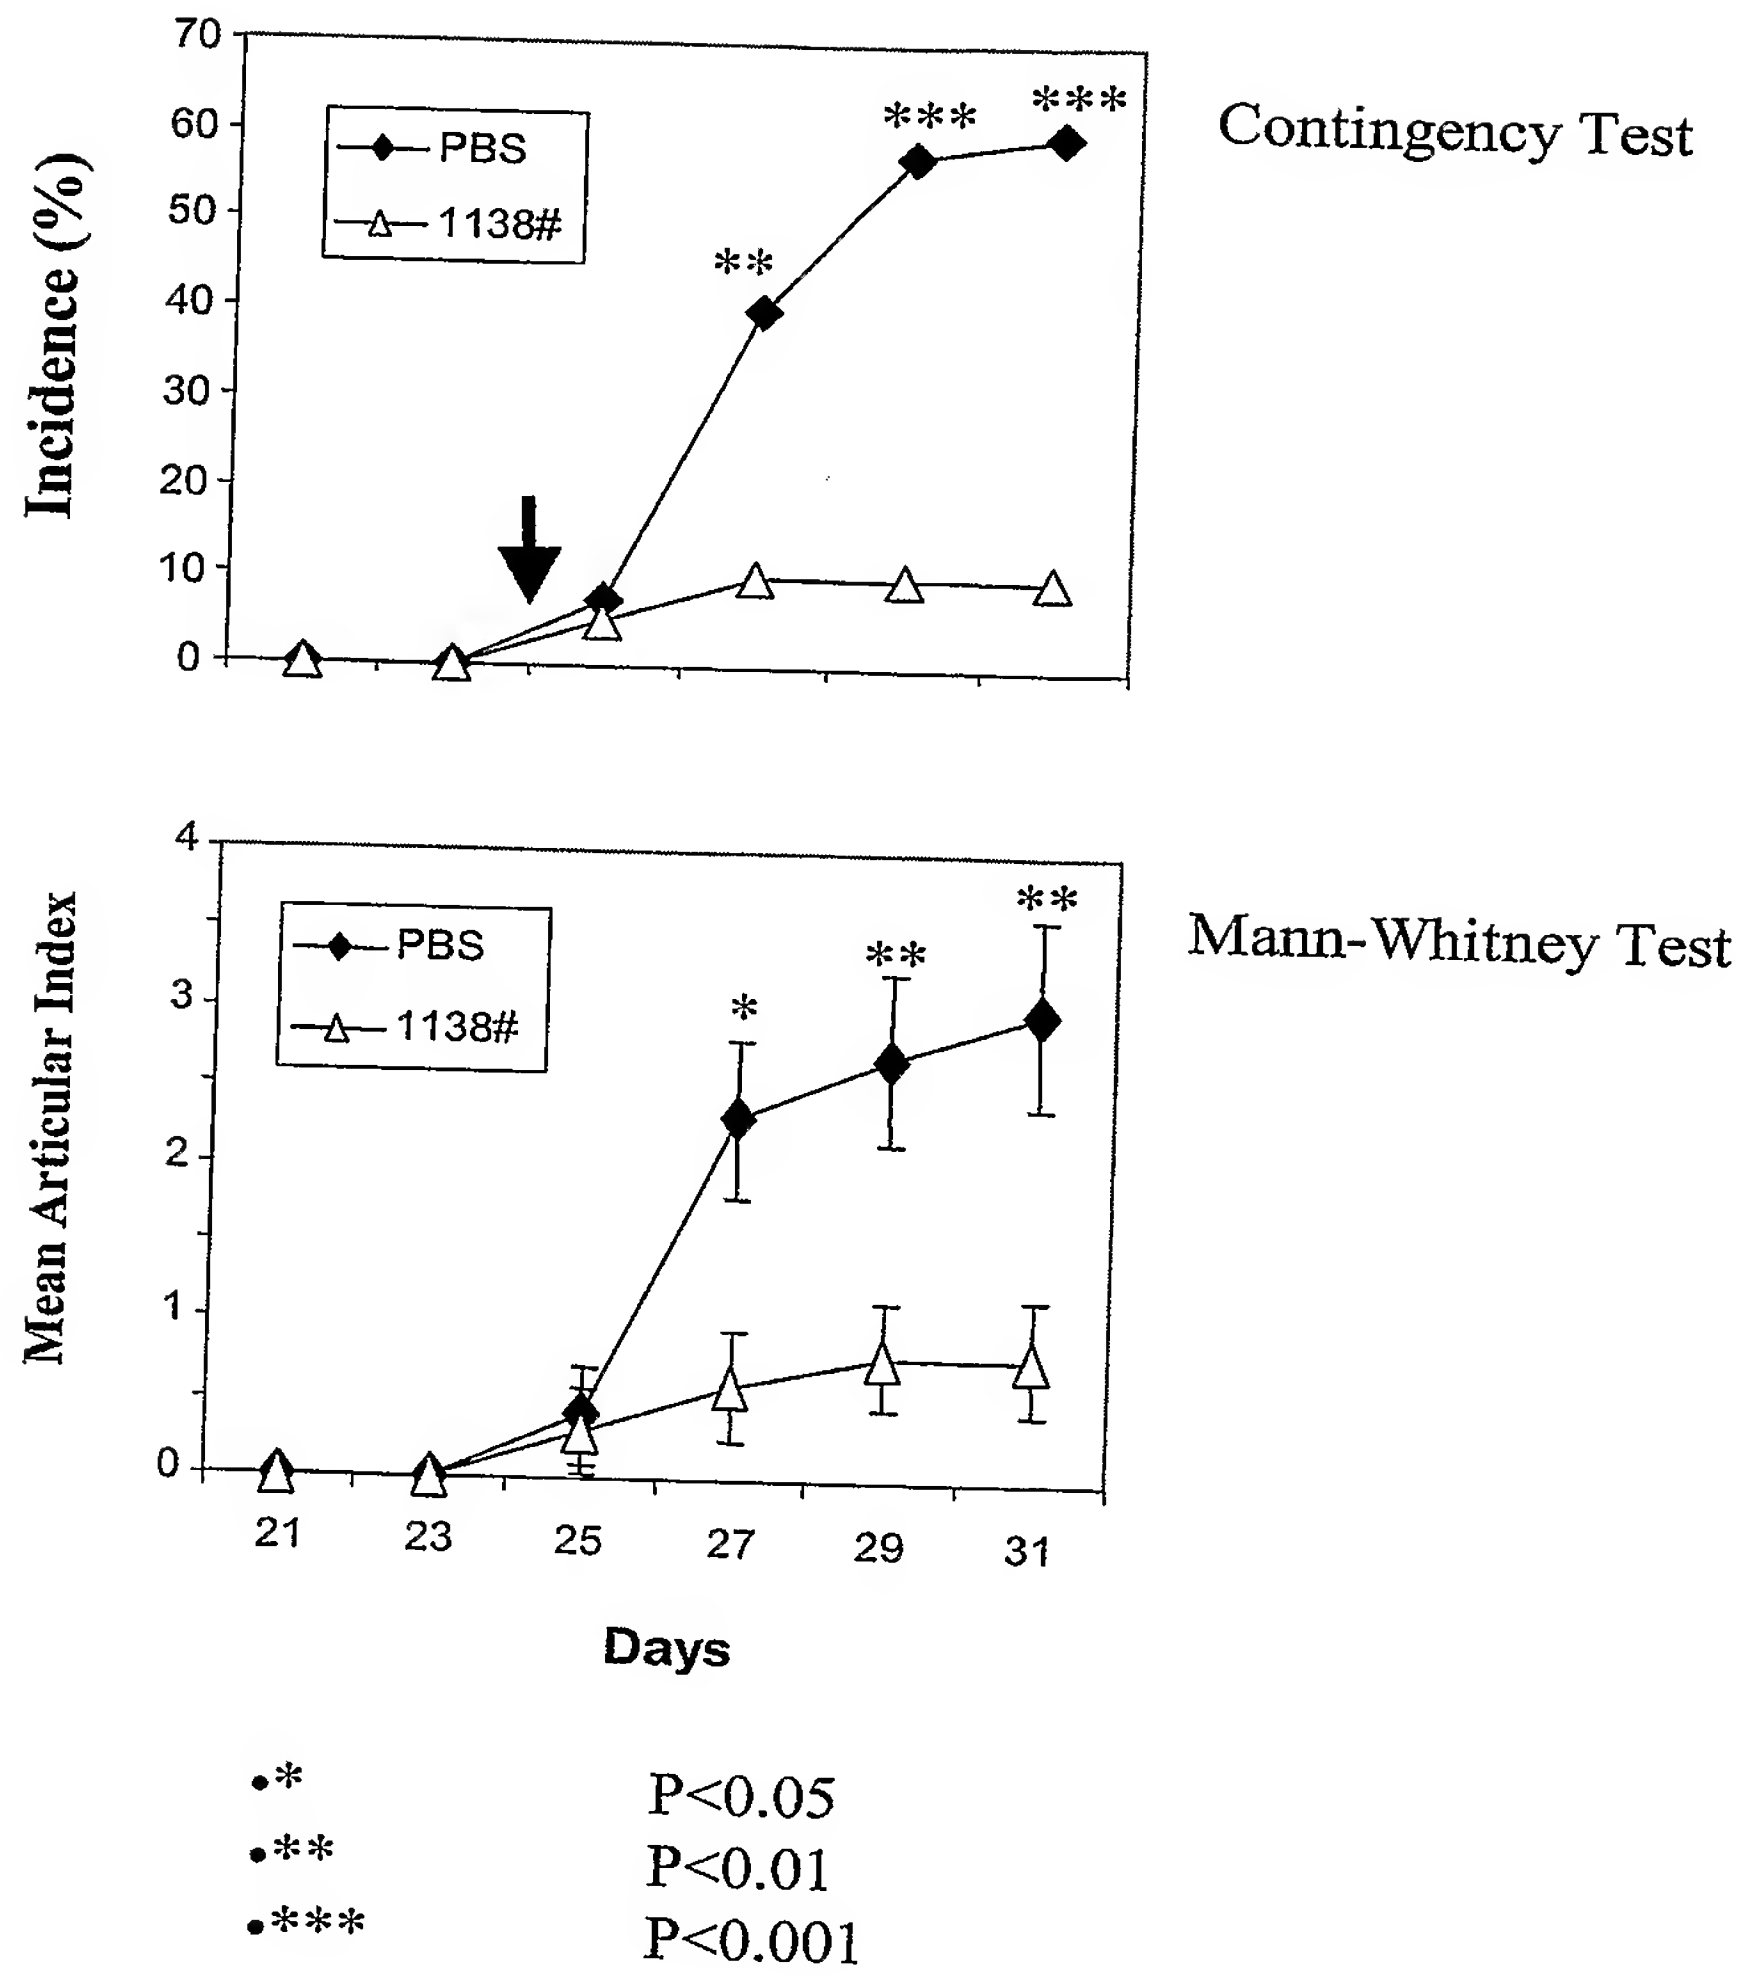 70
60
50
40
30
20
10
0
Incidence (%)
PBS
1138#
**
***
***
Contingency Test
4
3
2
1
0
Mean Articular Index
PBS
1138#
*
**
**
Mann-Whitney Test
21 23 25 27 29 31
Days
•* P<0.05
•** P<0.01
•*** P<0.001